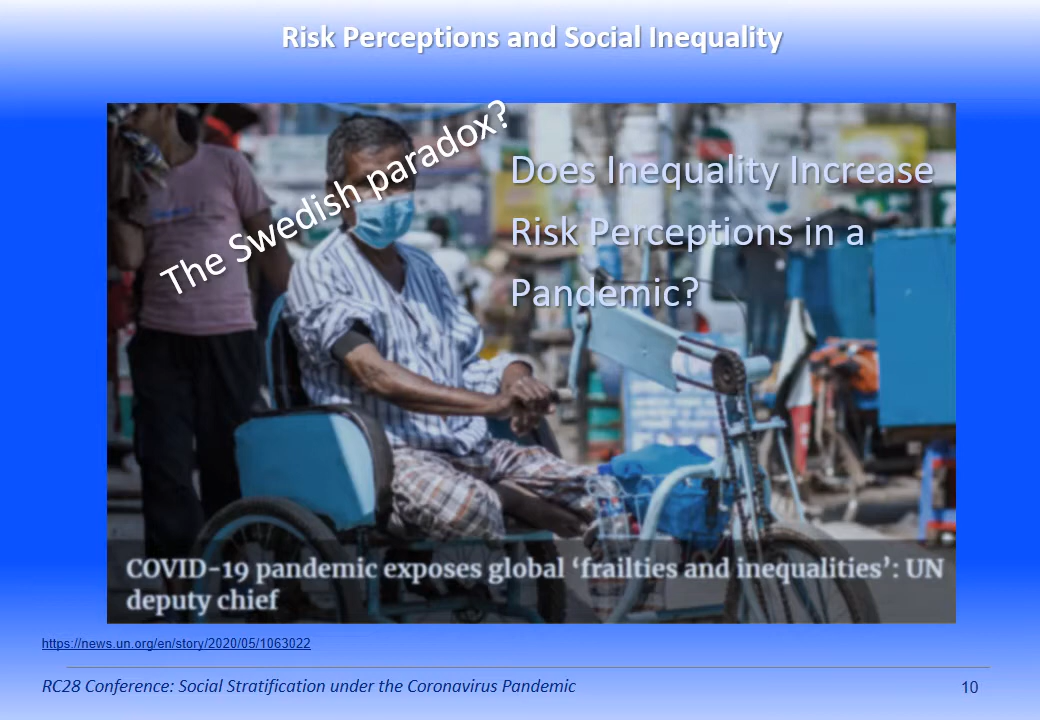 Risk Perceptions and Social Inequality
The Swedish paradox?
Does Inequality Increase
Risk Perceptions in a
Pandemic?
COVID-19 pandemic exposes global ‘frailties and inequalities’: UN
deputy chief
https://news.un.org/en/story/2020/05/1063022
RC28 Conference: Social Stratification under the Coronavirus Pandemic
10